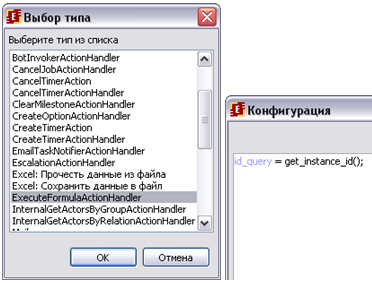 Выбор типа
Выберите тип из списка
BotInvokerActionHandler
CancelJobActionHandler
CancelTimerAction
CancelTimerActionHandler
ClearMilestoneActionHandler
CreateOptionActionHandler
CreateTimerAction
CreateTimerActionHandler
EmailTaskNotifierActionHandler
EscalationActionHandler
Excel: Прочесть данные из файла
Excel: Сохранить данные в файл
ExecuteFormulaActionHandler
InternalGetActorsByGroupActionHandler
InternalGetActorsByRelationActionHandler
OK
Отмена
Конфигурация
id_query = get_instance_id();